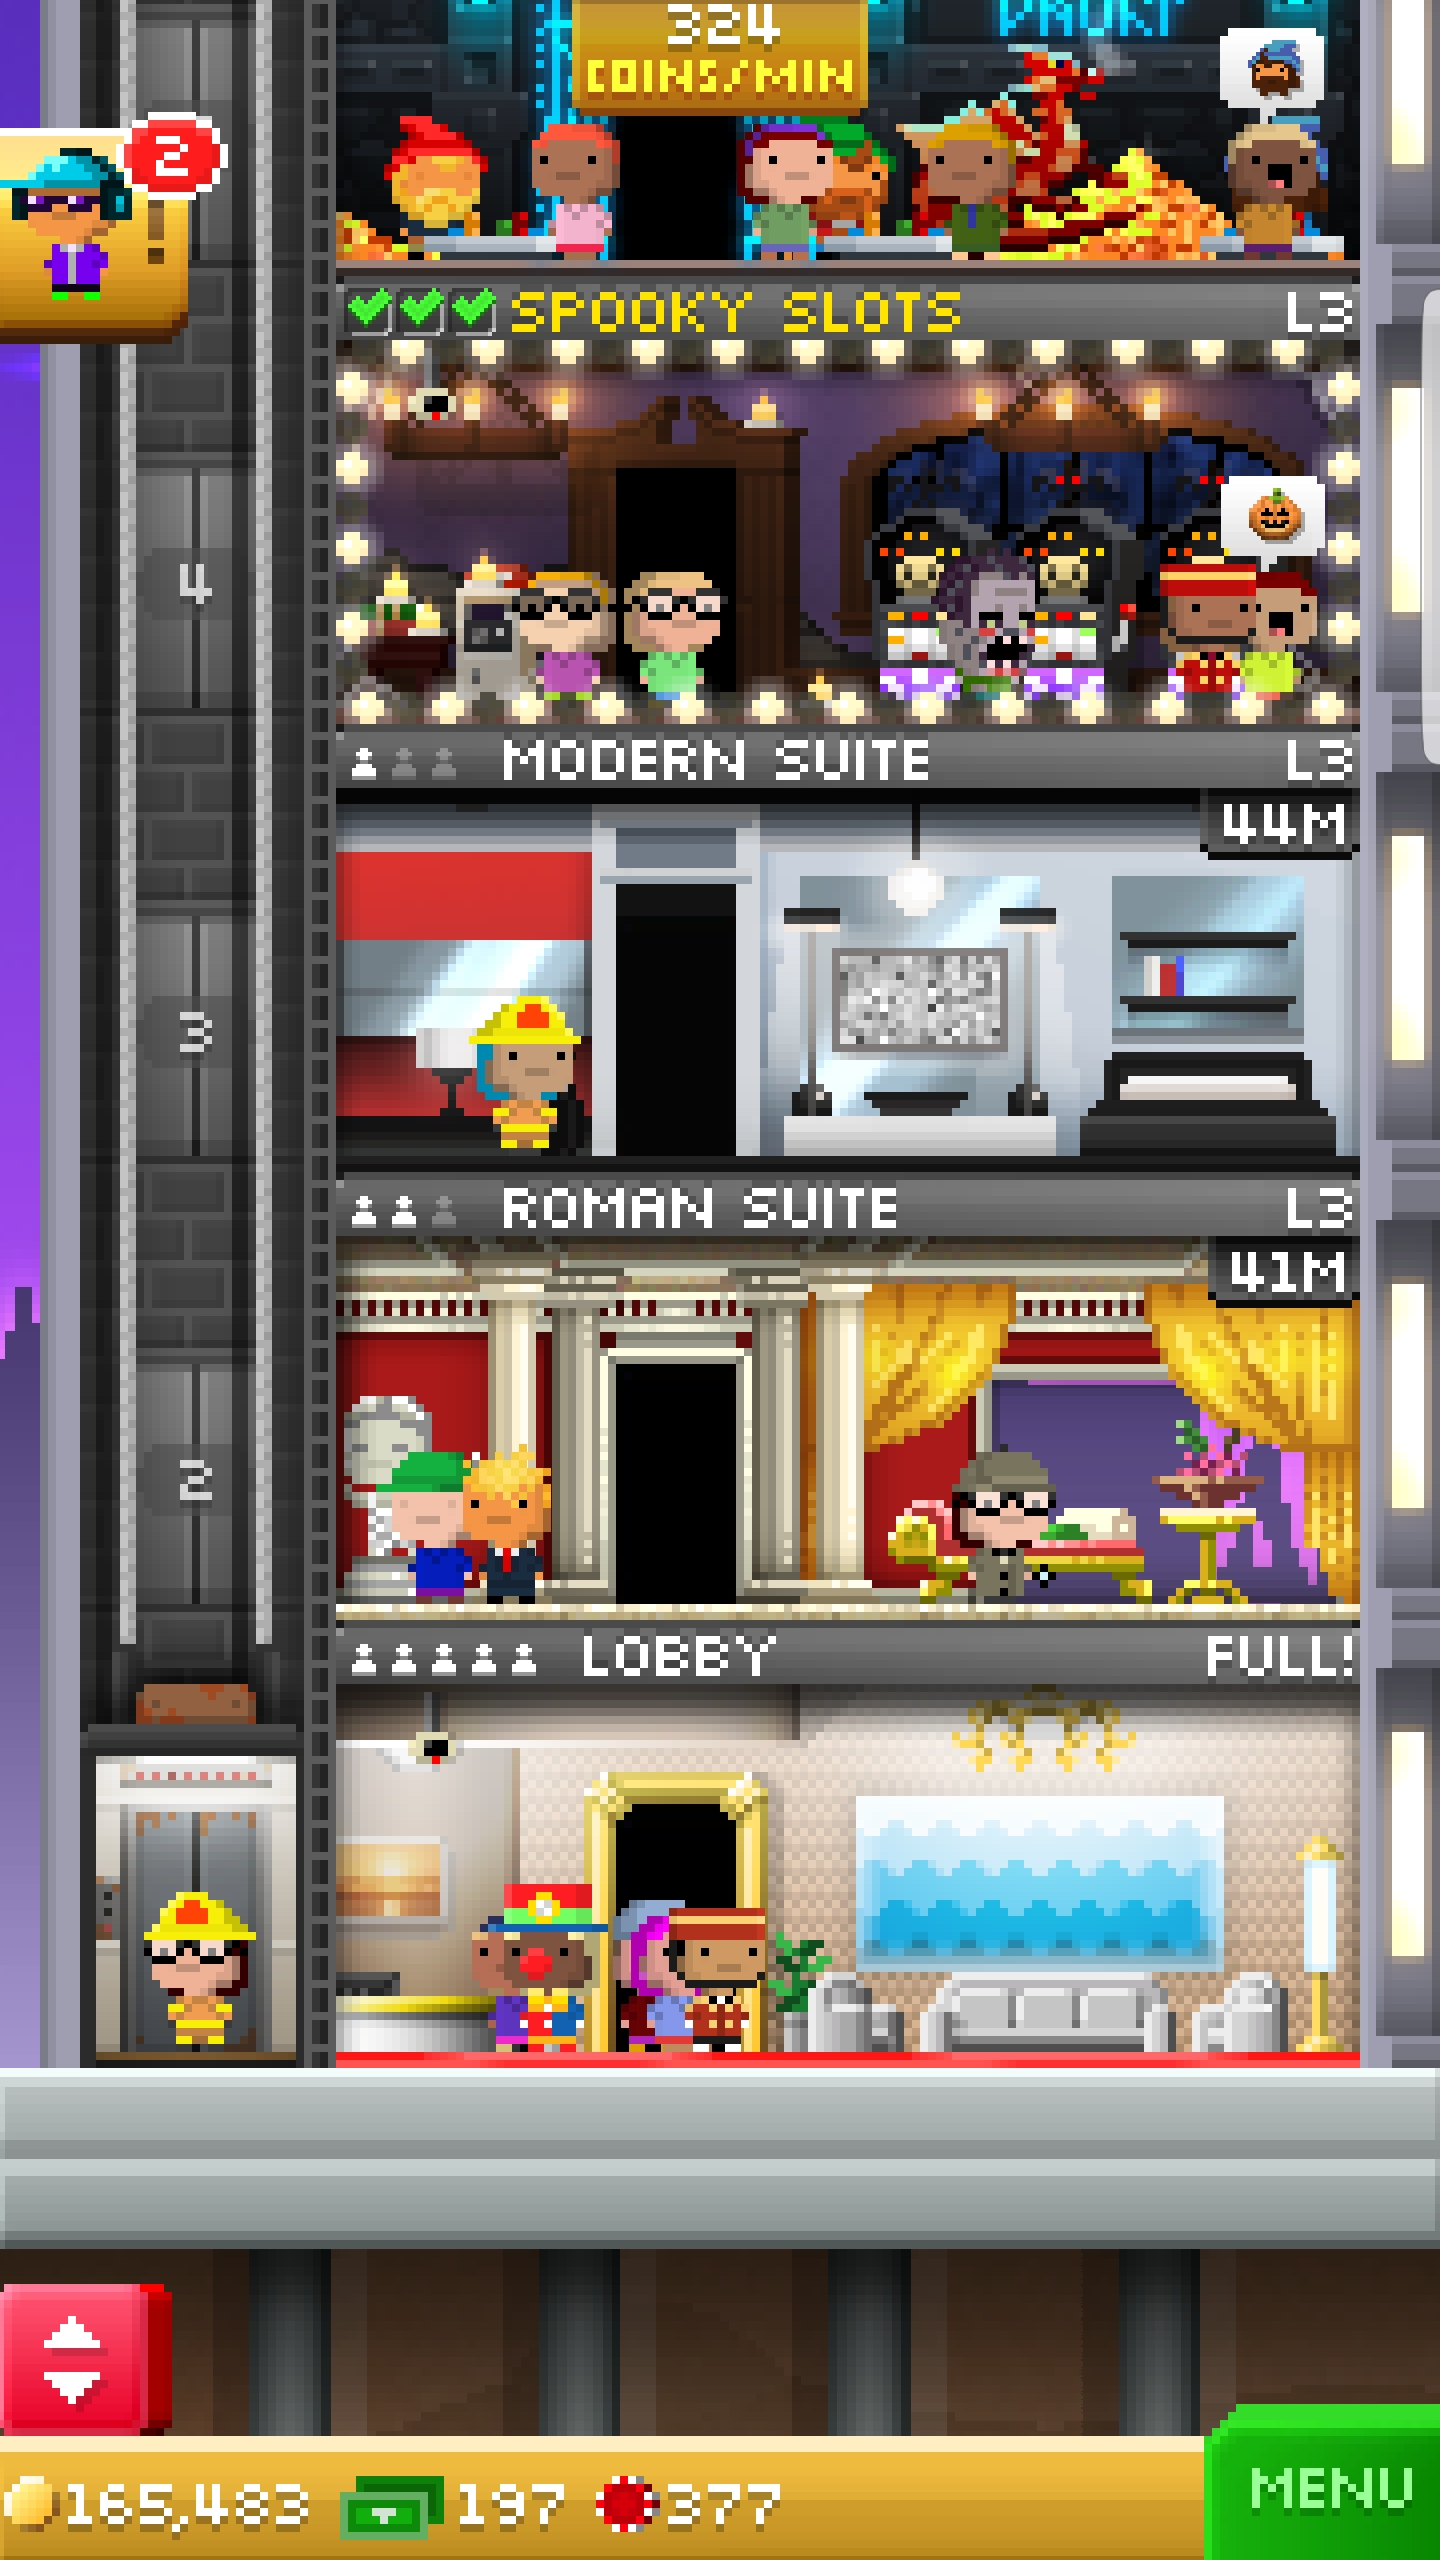 324
COINS/MIN
2
SPOOKY SLOTS L3
4
MODERN SUITE L3
44M
3
ROMAN SUITE L3
41M
2
LOBBY FULL!
MENU
165,483 197 377